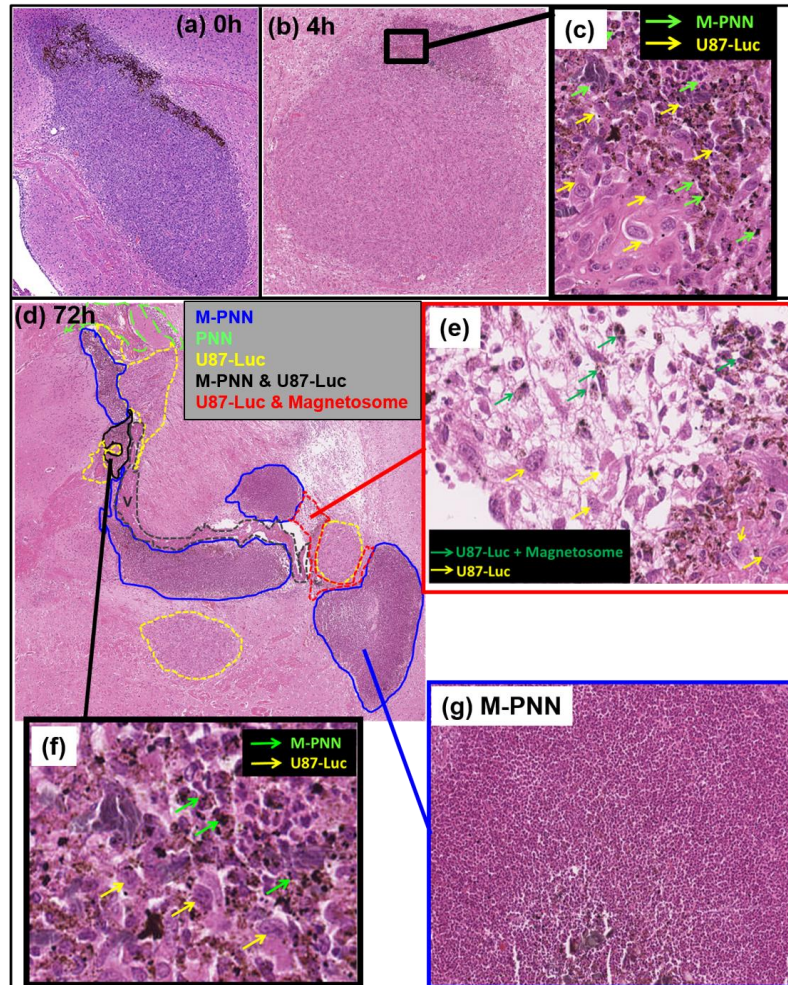 (a) 0h
(b) 4h
(c)
M-PNN
U87-Luc
(d) 72h
M-PNN
PNN
U87-Luc
M-PNN & U87-Luc
U87-Luc & Magnetosome
V
(e)
U87-Luc + Magnetosome
U87-Luc
(f)
M-PNN
U87-Luc
(g) M-PNN